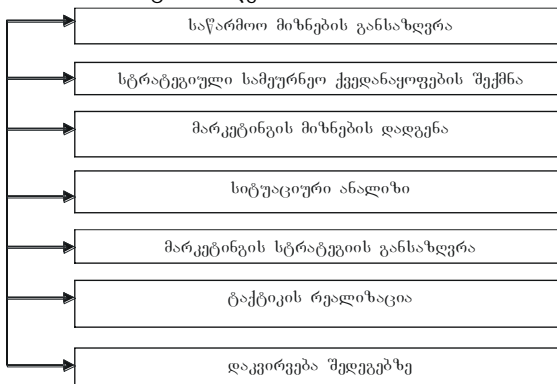 საწარმოო მიზნების განსაზღვრა
სტრატეგიული სამეურნეო ქვედანაყოფების შექმნა
მარკეტინგის მიზნების დადგენა
სიტუაციური ანალიზი
მარკეტინგის სტრატეგიის განსაზღვრა
ტაქტიკის რეალიზაცია
დაკვირვება შედეგებზე